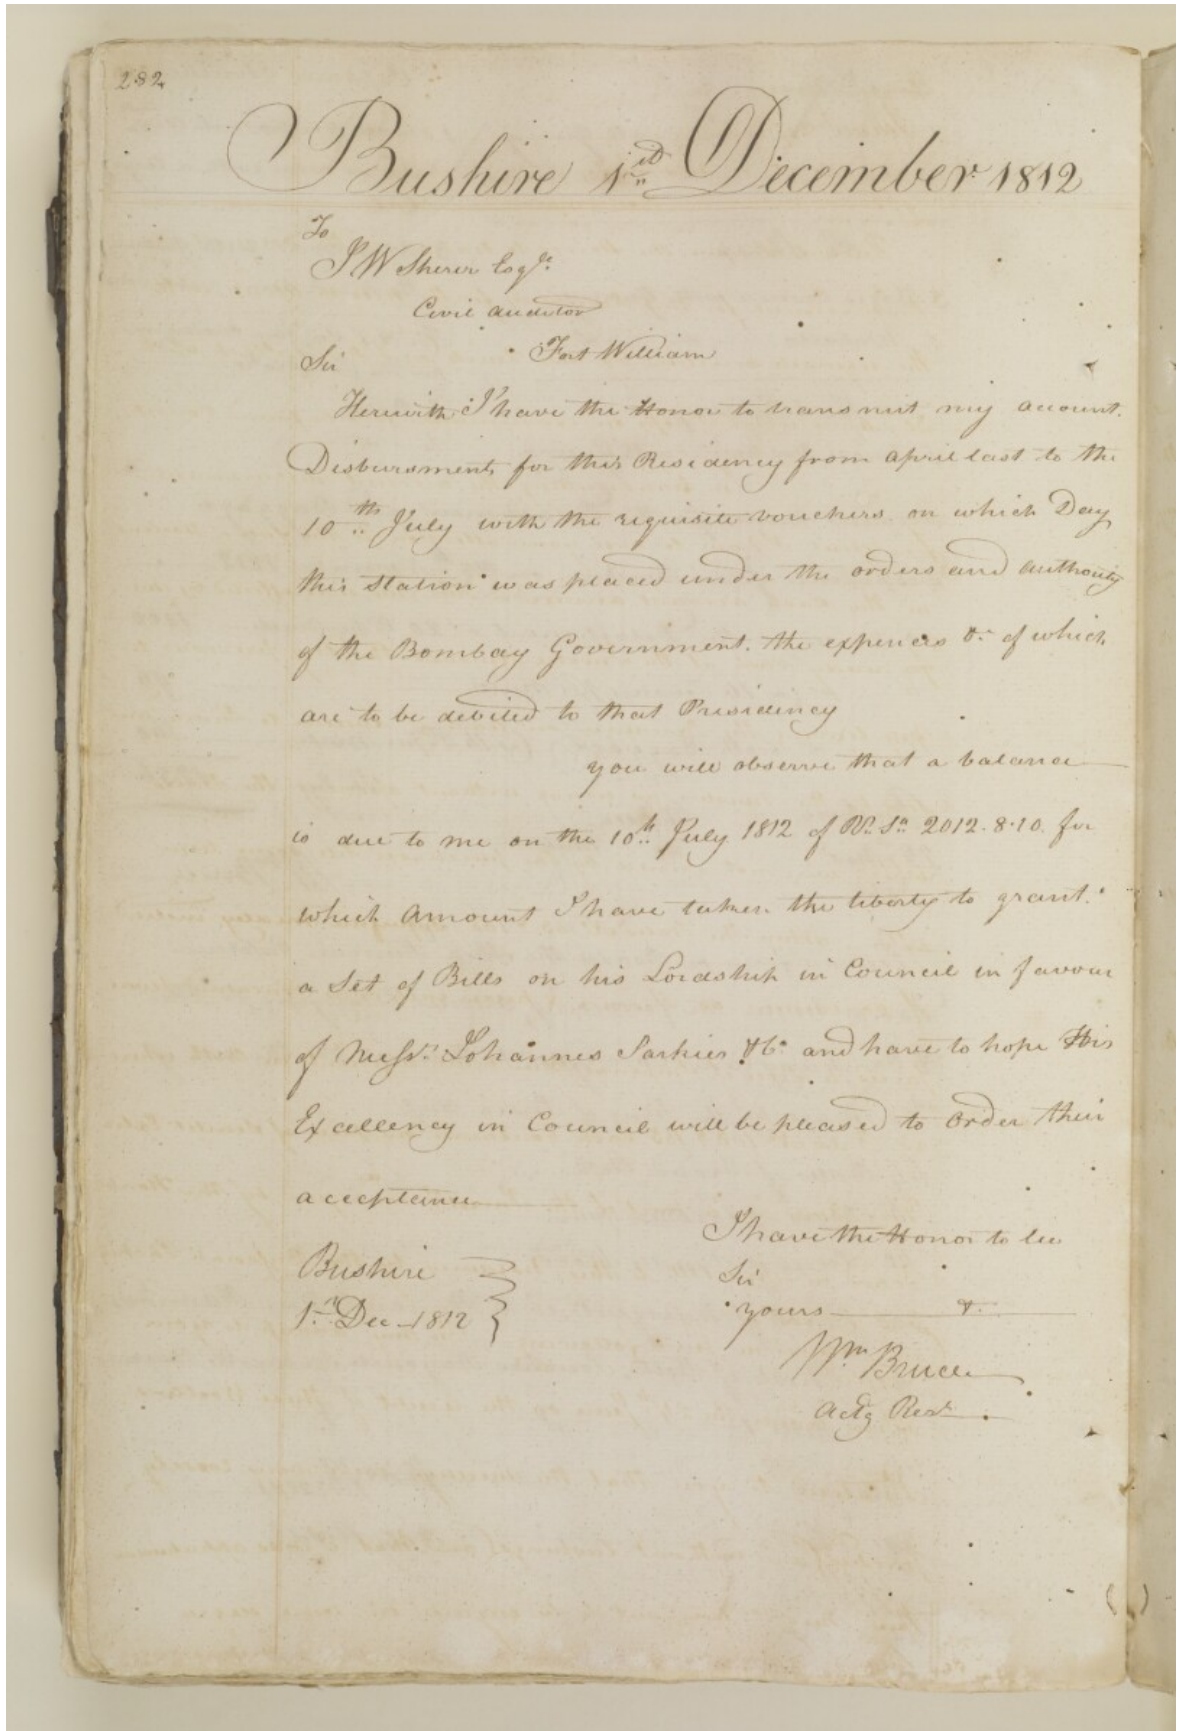 282
Bushire 1st December 1812
To
J W Sherer Esqre
Civil Auditor
Fort William
Sir
Herewith I have the Honor to transmit my account
Disbursments for this Residency from April last to the
10th July with the requisite vouchers on which Day
this station was placed under the orders and authority
of the Bombay Government. the expences &c of which
are to be debited to that Presidency
you will observe that a balance
is due to me on the 10th July 1812 of Rs Sa 2012.8.10 for
which Amount I have taken the liberty to grant
a Set of Bills on his Lordship in Council in favour
of Messrs Johannes Sarkies & Co and have to hope His
Excellency in Council will be pleased to Order their
acceptance
I have the Honor to be
Bushire
Sir
1st Dec 1812
yours &c
Wm Bruce
Actg Rest